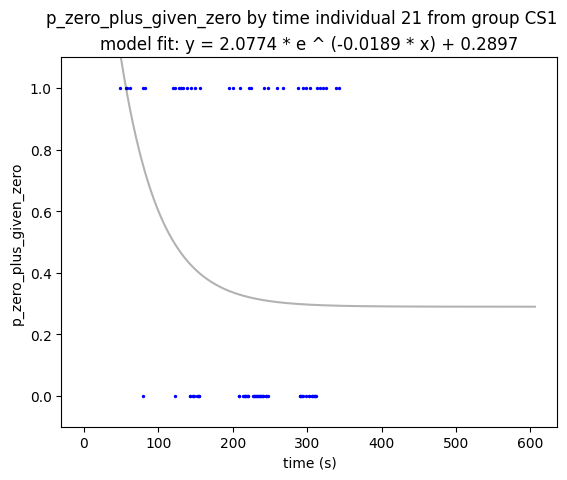 p_zero_plus_given_zero by time individual 21 from group CS1
model fit: y = 2.0774 * e ^ (-0.0189 * x) + 0.2897
1.0
0.8
0.6
0.4
0.2
0.0
p_zero_plus_given_zero
0 100 200 300 400 500 600
time (s)